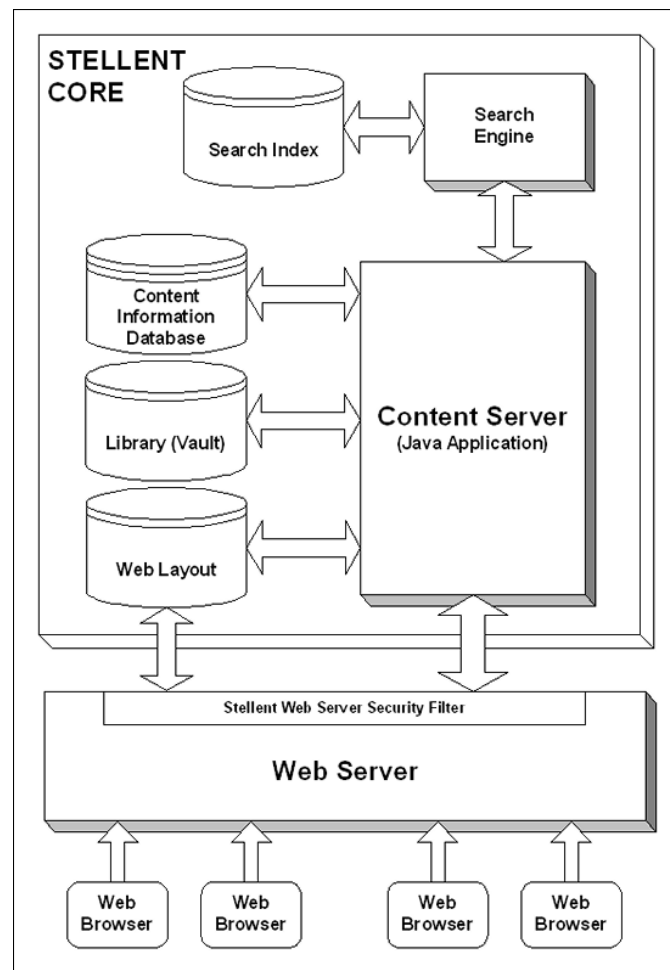 STELLENT
CORE
Search Index
Search
Engine
Content
Information
Database
Library (Vault)
Web Layout
Content Server
(Java Application)
Stellent Web Server Security Filter
Web Server
Web
Browser
Web
Browser
Web
Browser
Web
Browser